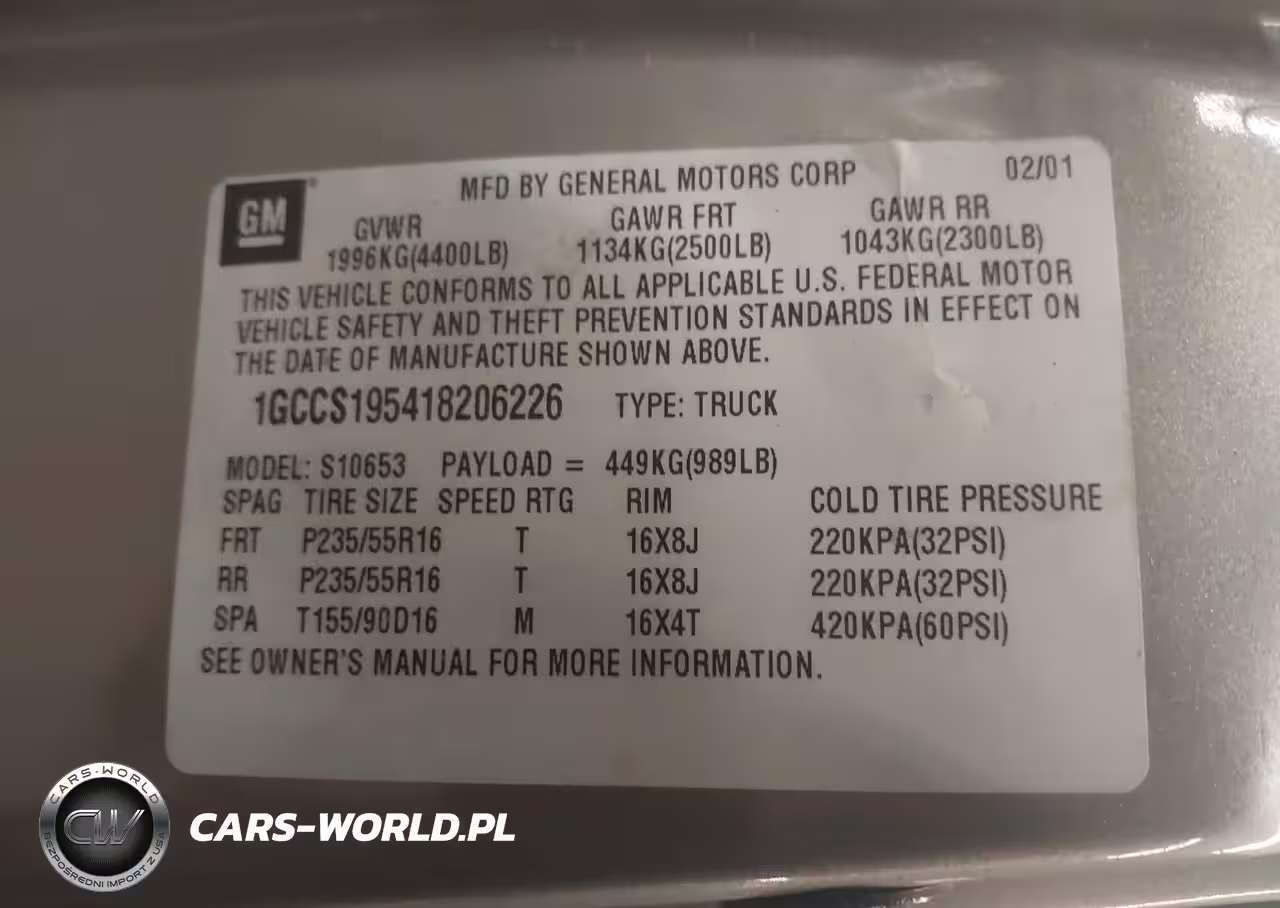 GM
MFD BY GENERAL MOTORS CORP 02/01
GVWR GAWR FRT GAWR RR
1996KG(4400LB) 1134KG(2500LB) 1043KG(2300LB)
THIS VEHICLE CONFORMS TO ALL APPLICABLE U.S. FEDERAL MOTOR
VEHICLE SAFETY AND THEFT PREVENTION STANDARDS IN EFFECT ON
THE DATE OF MANUFACTURE SHOWN ABOVE.
1GCCS195418206226 TYPE: TRUCK
MODEL: S10653 PAYLOAD = 449KG(989LB)
SPAG TIRE SIZE SPEED RTG RIM COLD TIRE PRESSURE
FRT P235/55R16 T 16X8J 220KPA(32PSI)
RR P235/55R16 T 16X8J 220KPA(32PSI)
SPA T155/90D16 M 16X4T 420KPA(60PSI)
SEE OWNER'S MANUAL FOR MORE INFORMATION.
CARS-WORLD
CW
BEZPOŚREDNI IMPORT Z USA
CARS-WORLD.PL